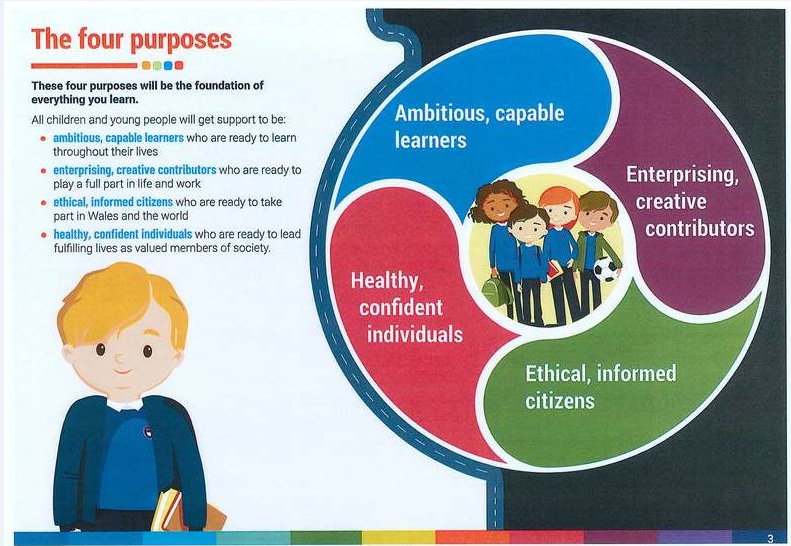 The four purposes
These four purposes will be the foundation of
everything you learn.
All children and young people will get support to be:
• ambitious, capable learners who are ready to learn
throughout their lives
• enterprising, creative contributors who are ready to
play a full part in life and work
• ethical, informed citizens who are ready to take
part in Wales and the world
• healthy, confident individuals who are ready to lead
fulfilling lives as valued members of society.
Ambitious, capable
learners
Enterprising,
creative
contributors
Healthy,
confident
individuals
Ethical, informed
citizens
3